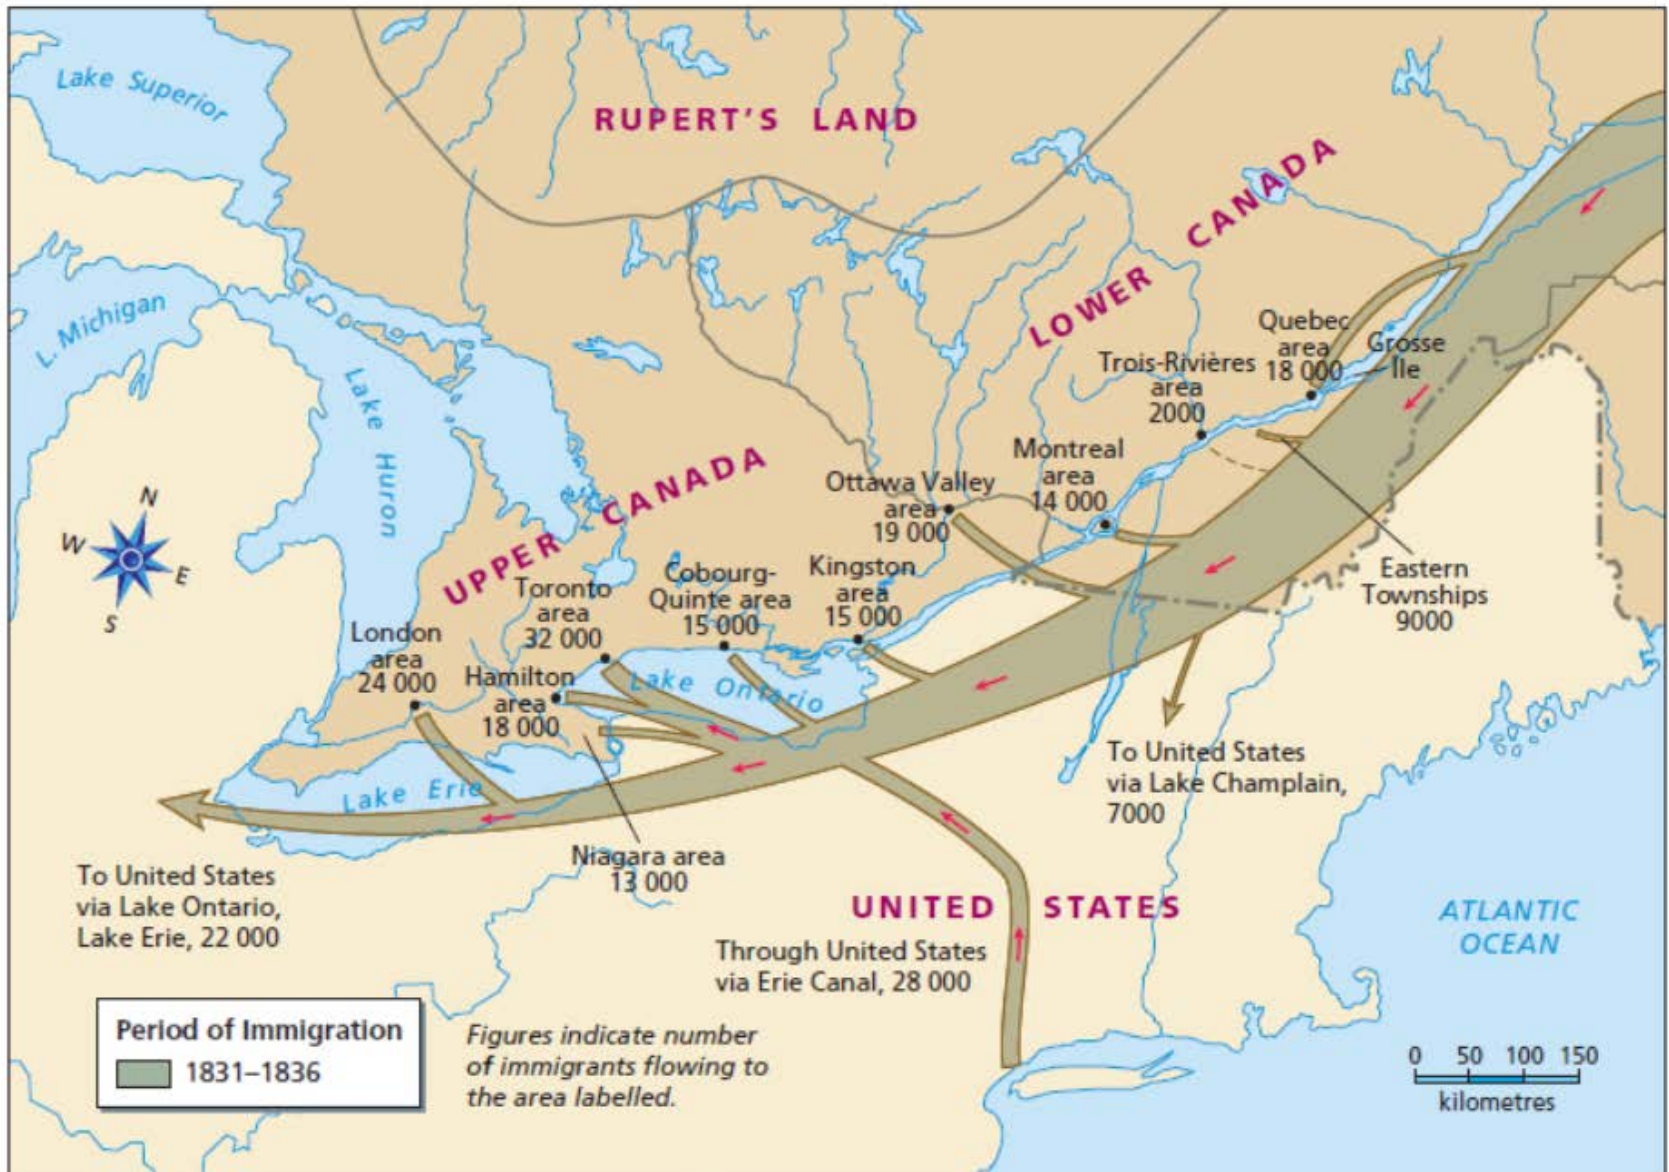 Lake Superior
RUPERT'S LAND
L. Michigan
Lake
Huron
LOWER CANADA
Quebec
area
18 000
Grosse
Ile
Trois-Rivières
area
2000
Montreal
area
14 000
Ottawa Valley
area
19 000
UPPER CANADA
N
W
E
S
Kingston
area
15 000
Cobourg-
Quinte area
15 000
Toronto
area
32 000
Eastern
Townships
9000
London
area
24 000
Hamilton
area
18 000
Lake Ontario
Lake Erie
To United States
via Lake Champlain,
7000
Niagara area
13 000
To United States
via Lake Ontario,
Lake Erie, 22 000
UNITED STATES
Through United States
via Erie Canal, 28 000
ATLANTIC
OCEAN
Period of Immigration
1831–1836
Figures indicate number
of immigrants flowing to
the area labelled.
0 50 100 150
kilometres